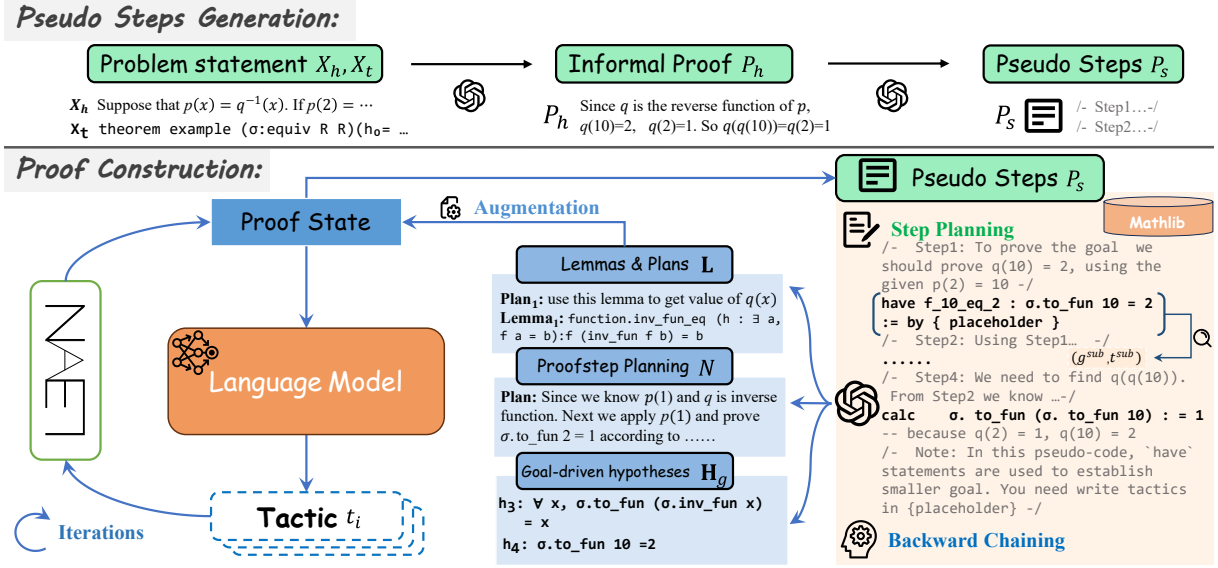 Pseudo Steps Generation:
Problem statement X_h, X_t
Informal Proof P_h
Pseudo Steps P_s
X_h Suppose that p(x) = q⁻¹(x). If p(2) = ⋯
X_t theorem example (σ:equiv R R)(h₀= …
P_h Since q is the reverse function of p,
q(10)=2, q(2)=1. So q(q(10))=q(2)=1
P_s
/- Step1…-/
/- Step2…-/
Proof Construction:
Pseudo Steps P_s
Proof State
Augmentation
Mathlib
Step Planning
/- Step1: To prove the goal we
should prove q(10) = 2, using the
given p(2) = 10 -/
have f_10_eq_2 : σ.to_fun 10 = 2
:= by { placeholder }
/- Step2: Using Step1… -/
......
(g^sub, t^sub)
/- Step4: We need to find q(q(10)).
From Step2 we know …-/
calc σ. to_fun (σ. to_fun 10) : = 1
-- because q(2) = 1, q(10) = 2
/- Note: In this pseudo-code, `have`
statements are used to establish
smaller goal. You need write tactics
in {placeholder} -/
Backward Chaining
Lemmas & Plans L
Plan₁: use this lemma to get value of q(x)
Lemma₁: function.inv_fun_eq (h : ∃ a,
f a = b):f (inv_fun f b) = b
Proofstep Planning N
Plan: Since we know p(1) and q is inverse
function. Next we apply p(1) and prove
σ.to_fun 2 = 1 according to ……
Goal-driven hypotheses H_g
h₃: ∀ x, σ.to_fun (σ.inv_fun x)
= x
h₄: σ.to_fun 10 =2
LEAN
Language Model
Tactic t_i
Iterations